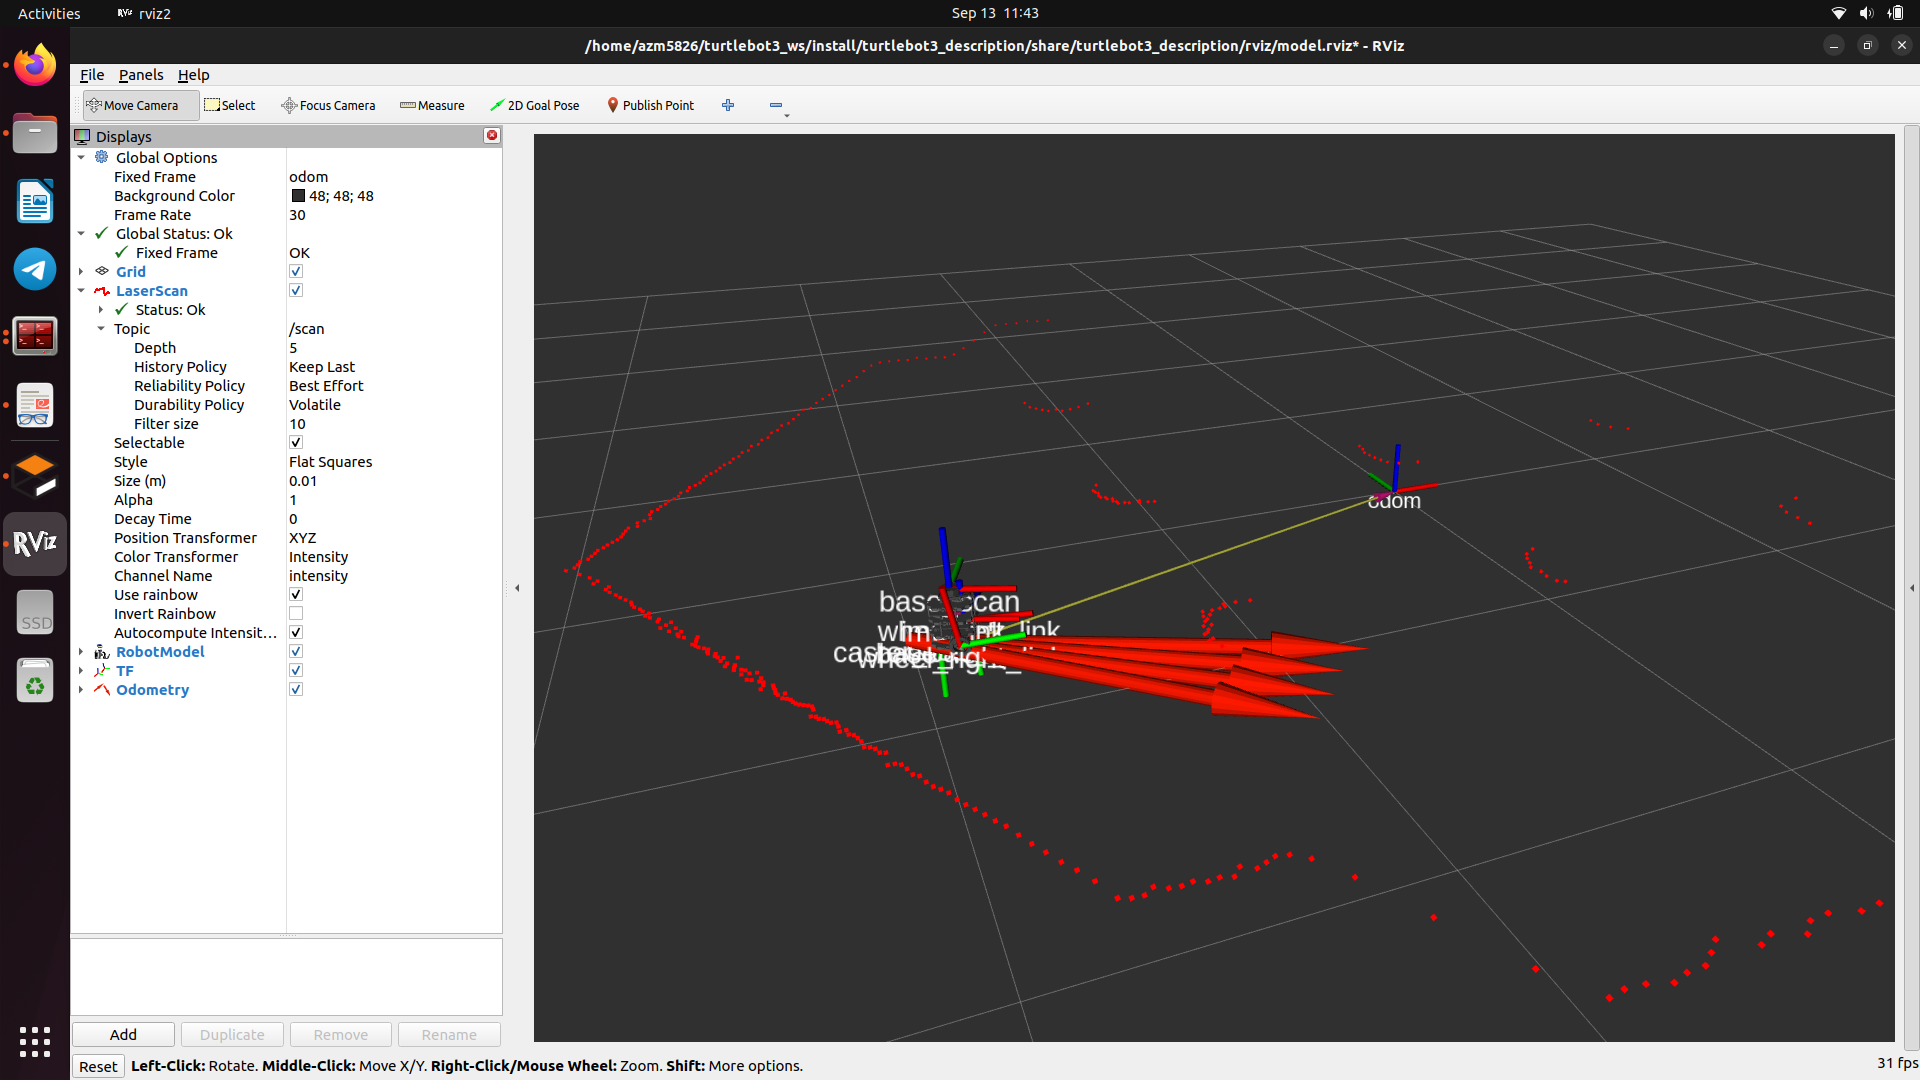 Activities
rviz2
Sep 13 11:43
/home/azm5826/turtlebot3_ws/install/turtlebot3_description/share/turtlebot3_description/rviz/model.rviz* - RViz
File Panels Help
Move Camera Select Focus Camera Measure 2D Goal Pose Publish Point
Displays
Global Options
Fixed Frame odom
Background Color 48; 48; 48
Frame Rate 30
Global Status: Ok
Fixed Frame OK
Grid
LaserScan
Status: Ok
Topic /scan
Depth 5
History Policy Keep Last
Reliability Policy Best Effort
Durability Policy Volatile
Filter size 10
Selectable
Style Flat Squares
Size (m) 0.01
Alpha 1
Decay Time 0
Position Transformer XYZ
Color Transformer Intensity
Channel Name intensity
Use rainbow
Invert Rainbow
Autocompute Intensit...
RobotModel
TF
Odometry
odom
RViz
SSD
Add Duplicate Remove Rename
Reset Left-Click: Rotate. Middle-Click: Move X/Y. Right-Click/Mouse Wheel: Zoom. Shift: More options.
31 fps